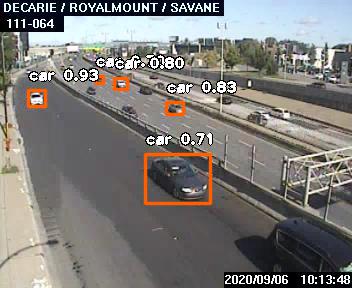 DECARIE / ROYALMOUNT / SAVANE
111-064
car 0.80
car 0.93
car 0.83
car 0.71
2020/09/06 10:13:48